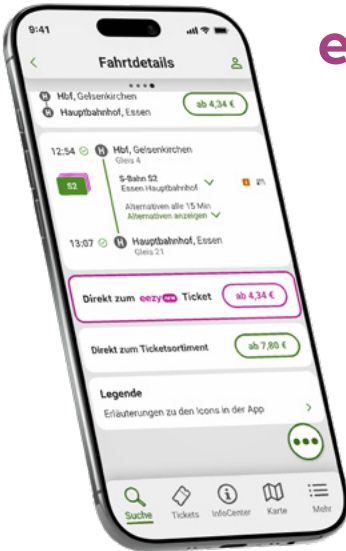 e
9:41
Fahrtdetails
Hbf, Gelsenkirchen
Hauptbahnhof, Essen
ab 4,34 €
12:54 H Hbf, Gelsenkirchen
Gleis 4
S2
S-Bahn S2
Essen Hauptbahnhof
Alternativen alle 15 Min
Alternativen anzeigen
13:07 H Hauptbahnhof, Essen
Gleis 21
Direkt zum eezy Ticket ab 4,34 €
Direkt zum Ticketsortiment ab 7,80 €
Legende
Erläuterungen zu den Icons in der App
Suche Tickets InfoCenter Karte Mehr